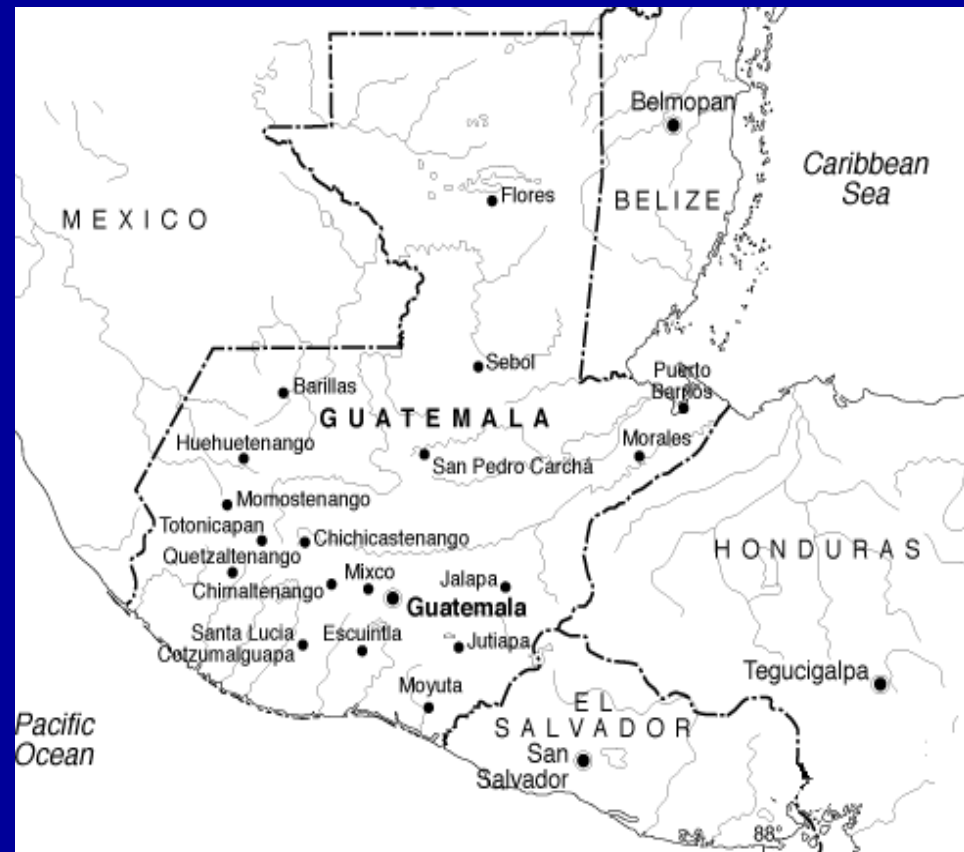 Belmopan
Caribbean
Sea
Flores
BELIZE
MEXICO
Sebol
Puerto
Barrios
Barillas
GUATEMALA
Huehuetenango
Morales
San Pedro Carchá
Momostenango
Totonicapan
Chichicastenango
HONDURAS
Quetzaltenango
Mixco
Jalapa
Chimaltenango
Guatemala
Santa Lucia
Cotzumalguapa
Escuintla
Jutiapa
Tegucigalpa
Moyuta
EL
SALVADOR
Pacific
Ocean
San
Salvador
88°